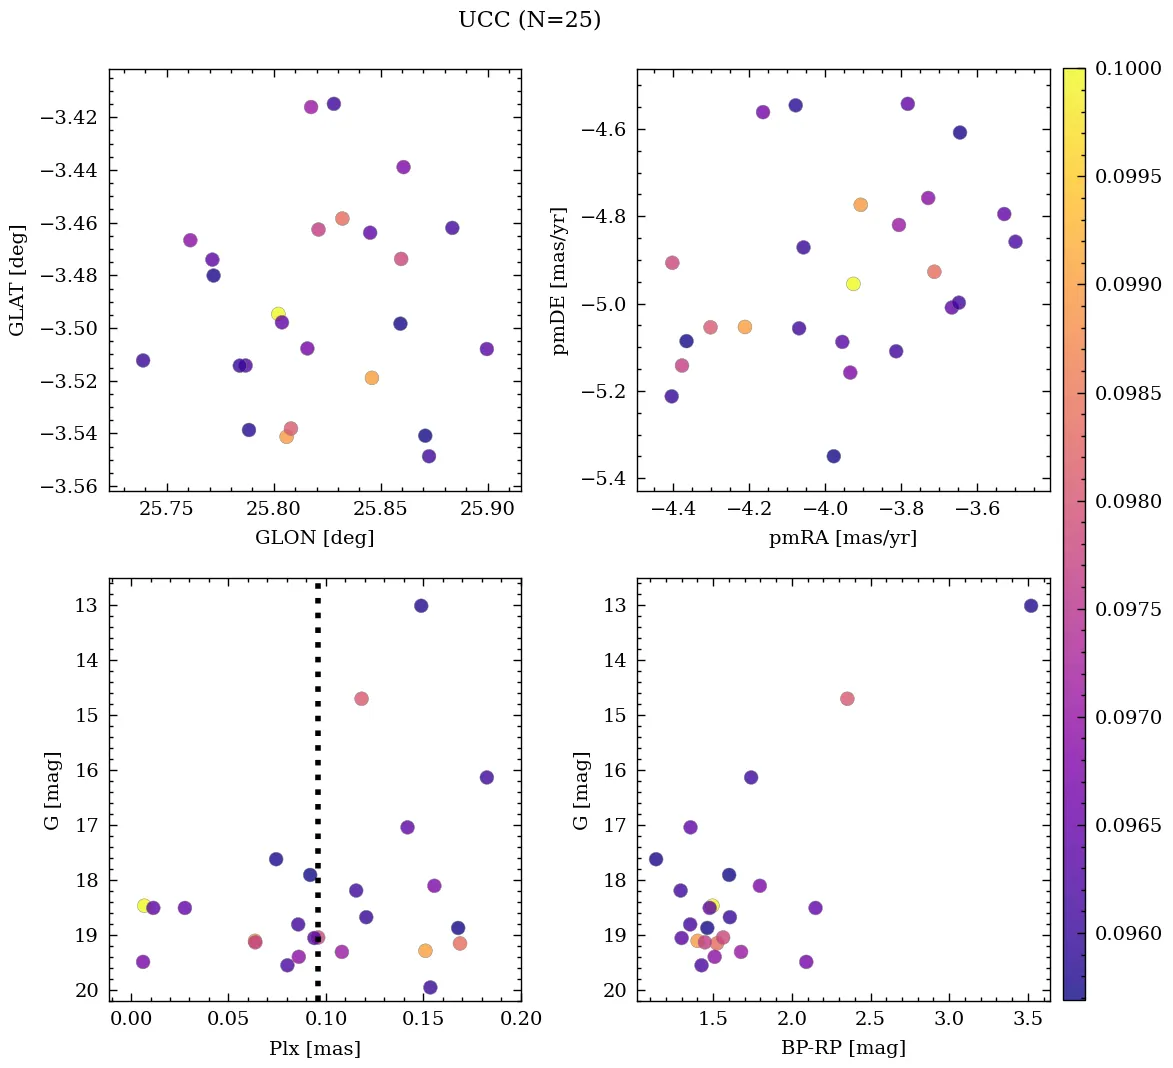 UCC (N=25)
−3.42
−3.44
−3.46
−3.48
−3.50
−3.52
−3.54
−3.56
GLAT [deg]
25.75 25.80 25.85 25.90
GLON [deg]
−4.6
−4.8
−5.0
−5.2
−5.4
pmDE [mas/yr]
−4.4 −4.2 −4.0 −3.8 −3.6
pmRA [mas/yr]
13
14
15
16
17
18
19
20
G [mag]
0.00 0.05 0.10 0.15 0.20
Plx [mas]
13
14
15
16
17
18
19
20
G [mag]
1.5 2.0 2.5 3.0 3.5
BP-RP [mag]
0.1000
0.0995
0.0990
0.0985
0.0980
0.0975
0.0970
0.0965
0.0960